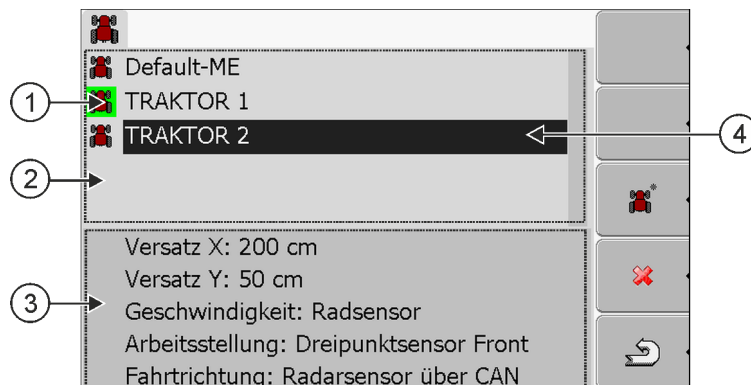 Default-ME
1
TRAKTOR 1
TRAKTOR 2
4
2
Versatz X: 200 cm
Versatz Y: 50 cm
3
Geschwindigkeit: Radsensor
Arbeitsstellung: Dreipunktsensor Front
Fahrtrichtung: Radarsensor über CAN